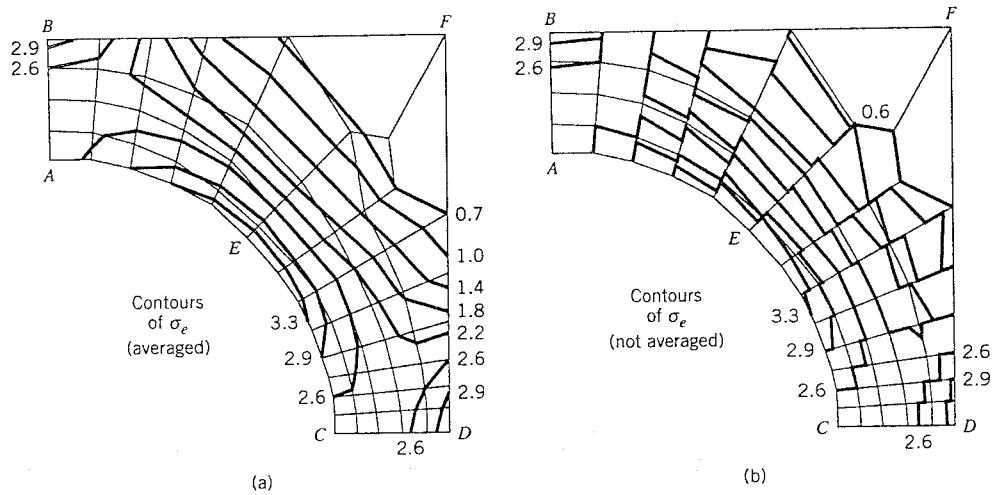 B
F
2.9
2.6
A
E
0.7
1.0
1.4
1.8
2.2
2.6
2.9
3.3
2.9
2.6
C
D
2.6
Contours
of σe
(averaged)
(a)
B
F
2.9
2.6
A
0.6
E
3.3
2.9
2.6
2.6
2.9
C
D
2.6
Contours
of σe
(not averaged)
(b)